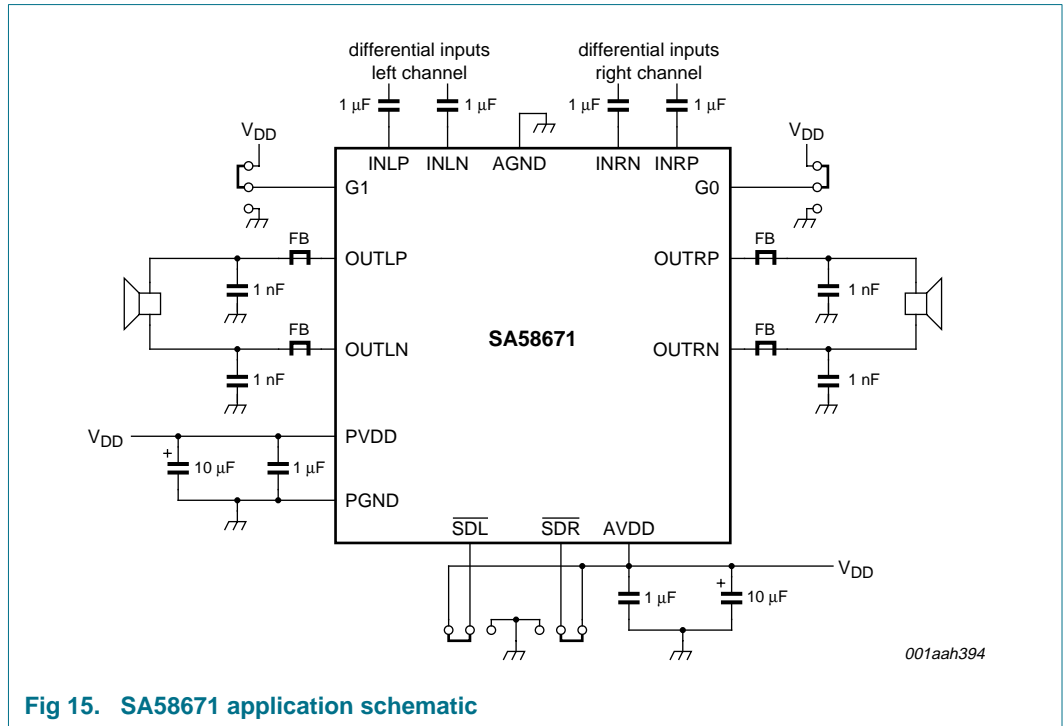 differential inputs
left channel
differential inputs
right channel
1 μF
1 μF
1 μF
1 μF
VDD
VDD
INLP
INLN
AGND
INRN
INRP
G1
G0
FB
OUTLP
OUTRP
FB
1 nF
1 nF
SA58671
FB
OUTLN
OUTRN
FB
1 nF
1 nF
VDD
PVDD
+
10 μF
1 μF
PGND
SDL
SDR
AVDD
VDD
1 μF
+
10 μF
001aah394
Fig 15. SA58671 application schematic